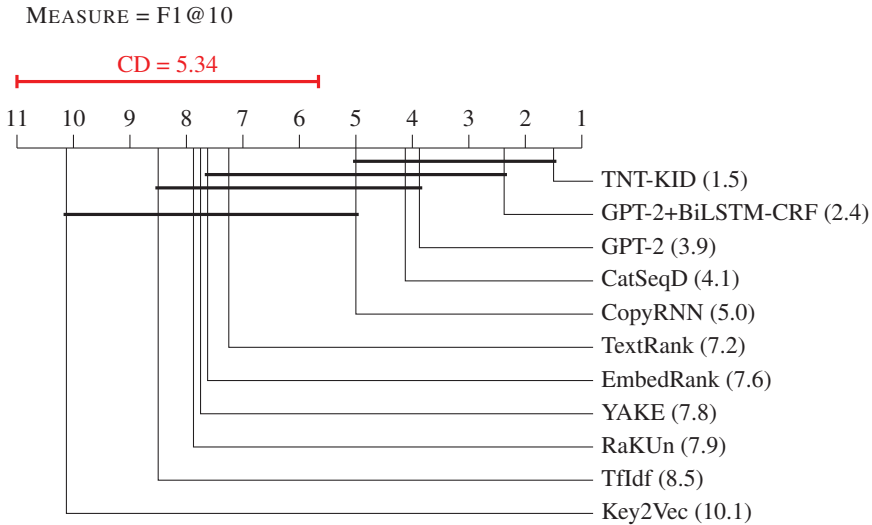 MEASURE = F1@10
CD = 5.34
11 10 9 8 7 6 5 4 3 2 1
TNT-KID (1.5)
GPT-2+BiLSTM-CRF (2.4)
GPT-2 (3.9)
CatSeqD (4.1)
CopyRNN (5.0)
TextRank (7.2)
EmbedRank (7.6)
YAKE (7.8)
RaKUn (7.9)
TfIdf (8.5)
Key2Vec (10.1)